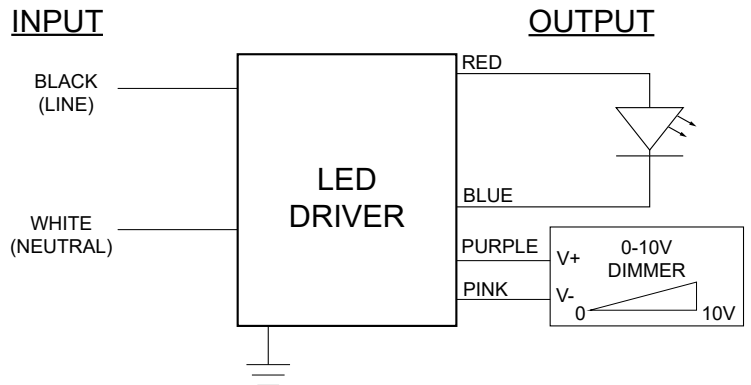 INPUT
OUTPUT
BLACK
(LINE)
WHITE
(NEUTRAL)
LED
DRIVER
RED
BLUE
PURPLE
PINK
V+
0-10V
DIMMER
V-
0
10V